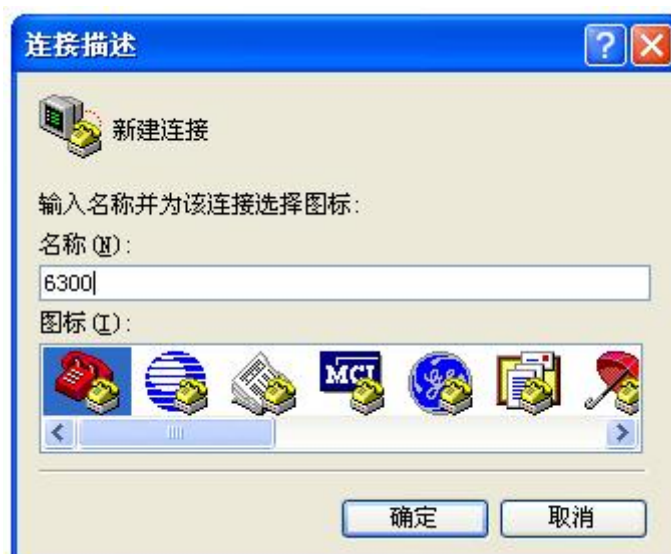 连接描述
新建连接
输入名称并为该连接选择图标:
名称(N):
6300
图标(I):
MCI
确定
取消